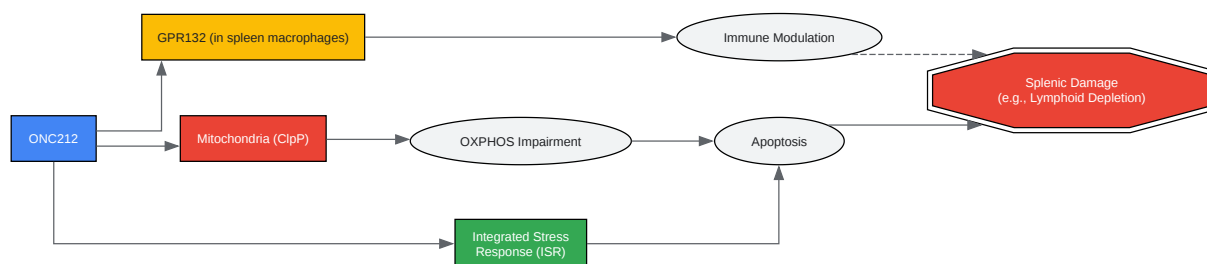 GPR132 (in spleen macrophages)
Immune Modulation
Splenic Damage
(e.g., Lymphoid Depletion)
ONC212
Mitochondria (ClpP)
OXPHOS Impairment
Apoptosis
Integrated Stress
Response (ISR)